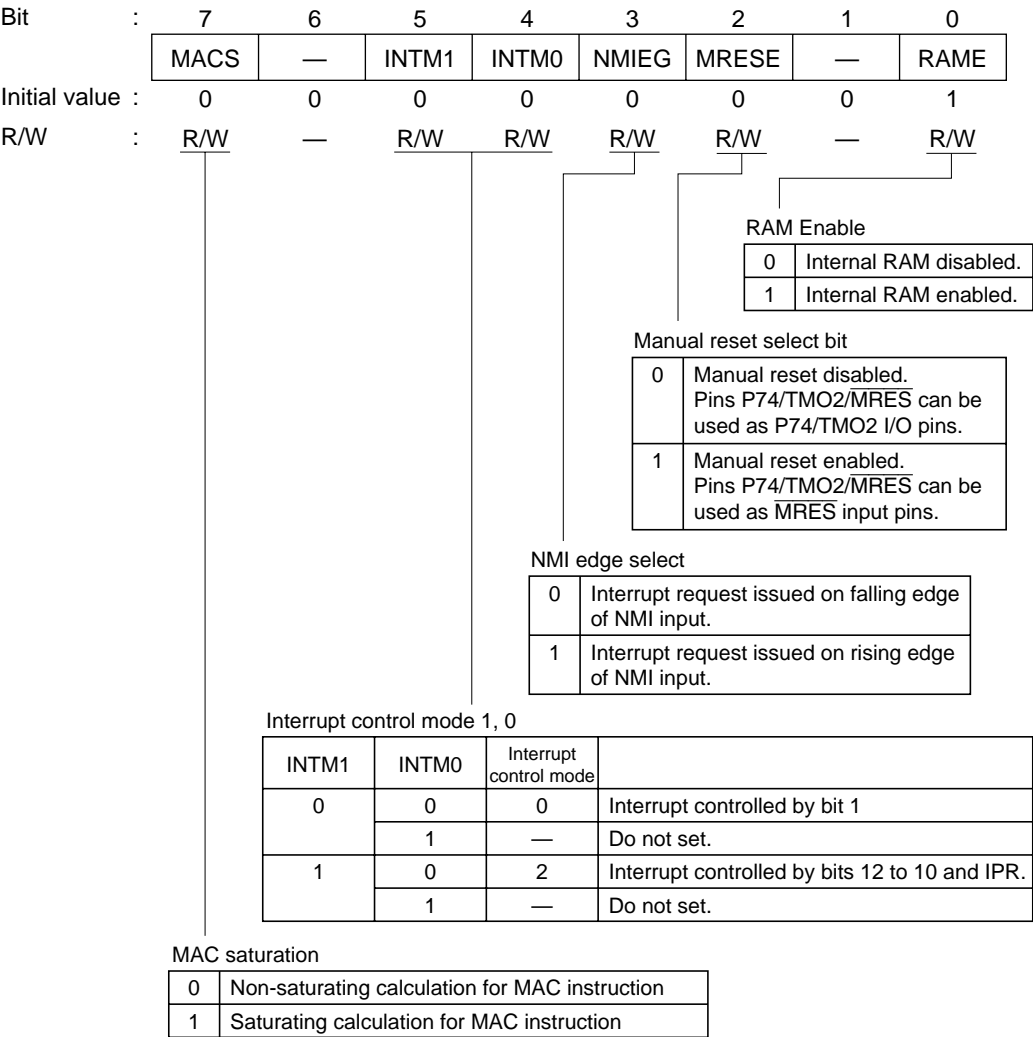 Bit : 7 6 5 4 3 2 1 0
MACS — INTM1 INTM0 NMIEG MRESE — RAME
Initial value : 0 0 0 0 0 0 0 1
R/W : R/W — R/W R/W R/W R/W — R/W
RAM Enable
0 Internal RAM disabled.
1 Internal RAM enabled.
Manual reset select bit
0 Manual reset disabled.
Pins P74/TMO2/M̅R̅E̅S̅ can be
used as P74/TMO2 I/O pins.
1 Manual reset enabled.
Pins P74/TMO2/M̅R̅E̅S̅ can be
used as M̅R̅E̅S̅ input pins.
NMI edge select
0 Interrupt request issued on falling edge
of NMI input.
1 Interrupt request issued on rising edge
of NMI input.
Interrupt control mode 1, 0
INTM1 INTM0 Interrupt
control mode
0 0 0 Interrupt controlled by bit 1
1 — Do not set.
1 0 2 Interrupt controlled by bits 12 to 10 and IPR.
1 — Do not set.
MAC saturation
0 Non-saturating calculation for MAC instruction
1 Saturating calculation for MAC instruction